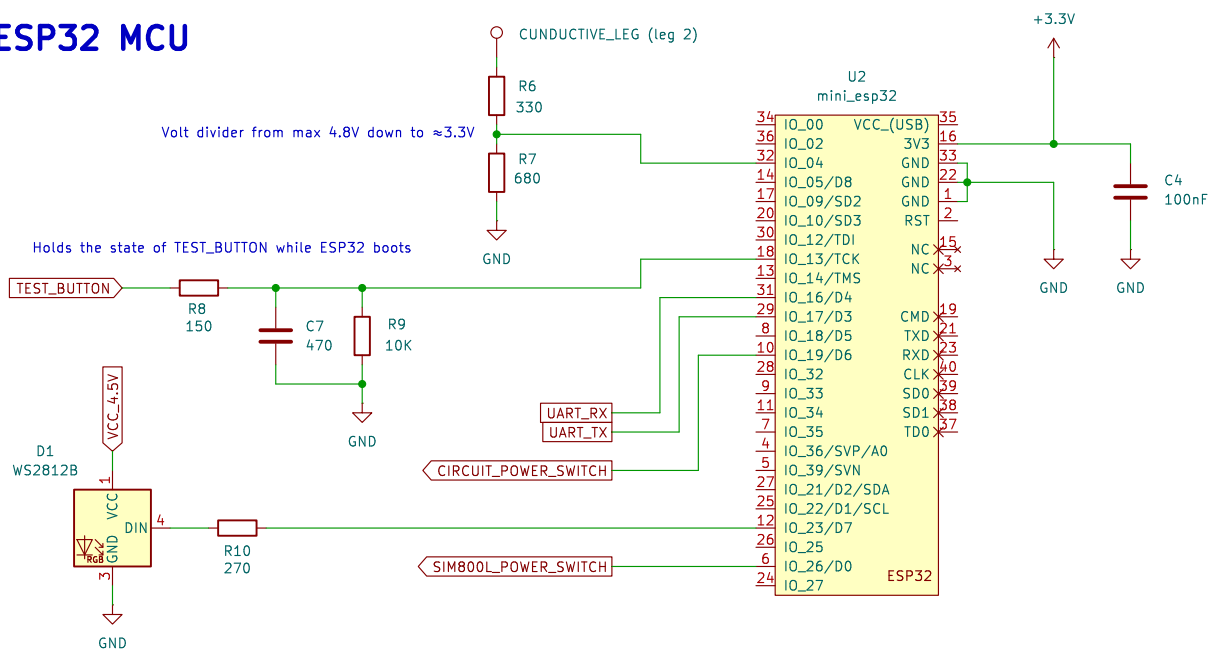 ESP32 MCU
CUNDUCTIVE_LEG (leg 2)
R6
330
Volt divider from max 4.8V down to ≈3.3V
R7
680
GND
Holds the state of TEST_BUTTON while ESP32 boots
TEST_BUTTON
R8
150
C7
470
R9
10K
GND
VCC_4.5V
D1
WS2812B
1
VCC
DIN
4
GND
RGB
3
GND
R10
270
UART_RX
UART_TX
CIRCUIT_POWER_SWITCH
SIM800L_POWER_SWITCH
U2
mini_esp32
34 IO_00
36 IO_02
32 IO_04
14 IO_05/D8
17 IO_09/SD2
20 IO_10/SD3
30 IO_12/TDI
18 IO_13/TCK
13 IO_14/TMS
31 IO_16/D4
29 IO_17/D3
8 IO_18/D5
10 IO_19/D6
28 IO_32
9 IO_33
11 IO_34
7 IO_35
4 IO_36/SVP/A0
5 IO_39/SVN
27 IO_21/D2/SDA
25 IO_22/D1/SCL
12 IO_23/D7
26 IO_25
6 IO_26/D0
24 IO_27
VCC_(USB) 35
3V3 16
GND 33
GND 22
GND 1
RST 2
NC 15
NC 3
CMD 19
TXD 21
RXD 23
CLK 40
SD0 39
SD1 38
TD0 37
ESP32
+3.3V
GND
C4
100nF
GND